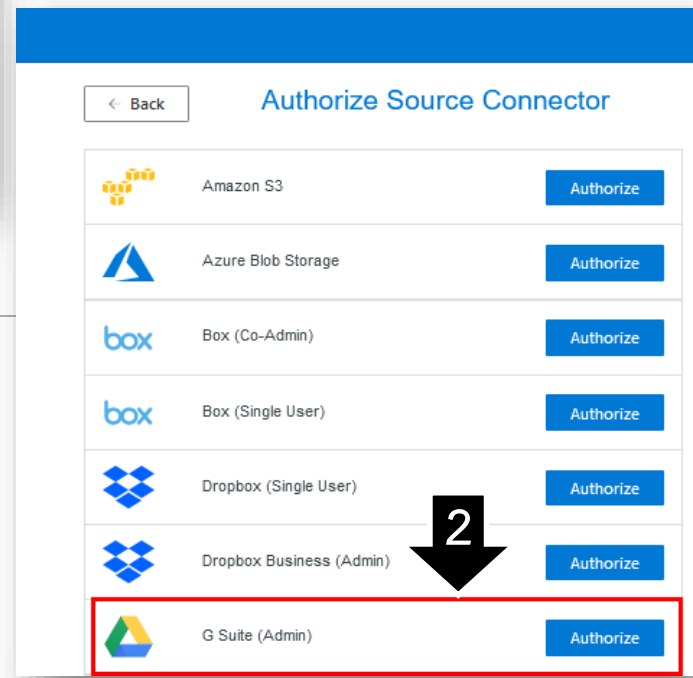 ← Back
Authorize Source Connector
Amazon S3
Authorize
Azure Blob Storage
Authorize
box
Box (Co-Admin)
Authorize
box
Box (Single User)
Authorize
Dropbox (Single User)
Authorize
2
Dropbox Business (Admin)
Authorize
G Suite (Admin)
Authorize